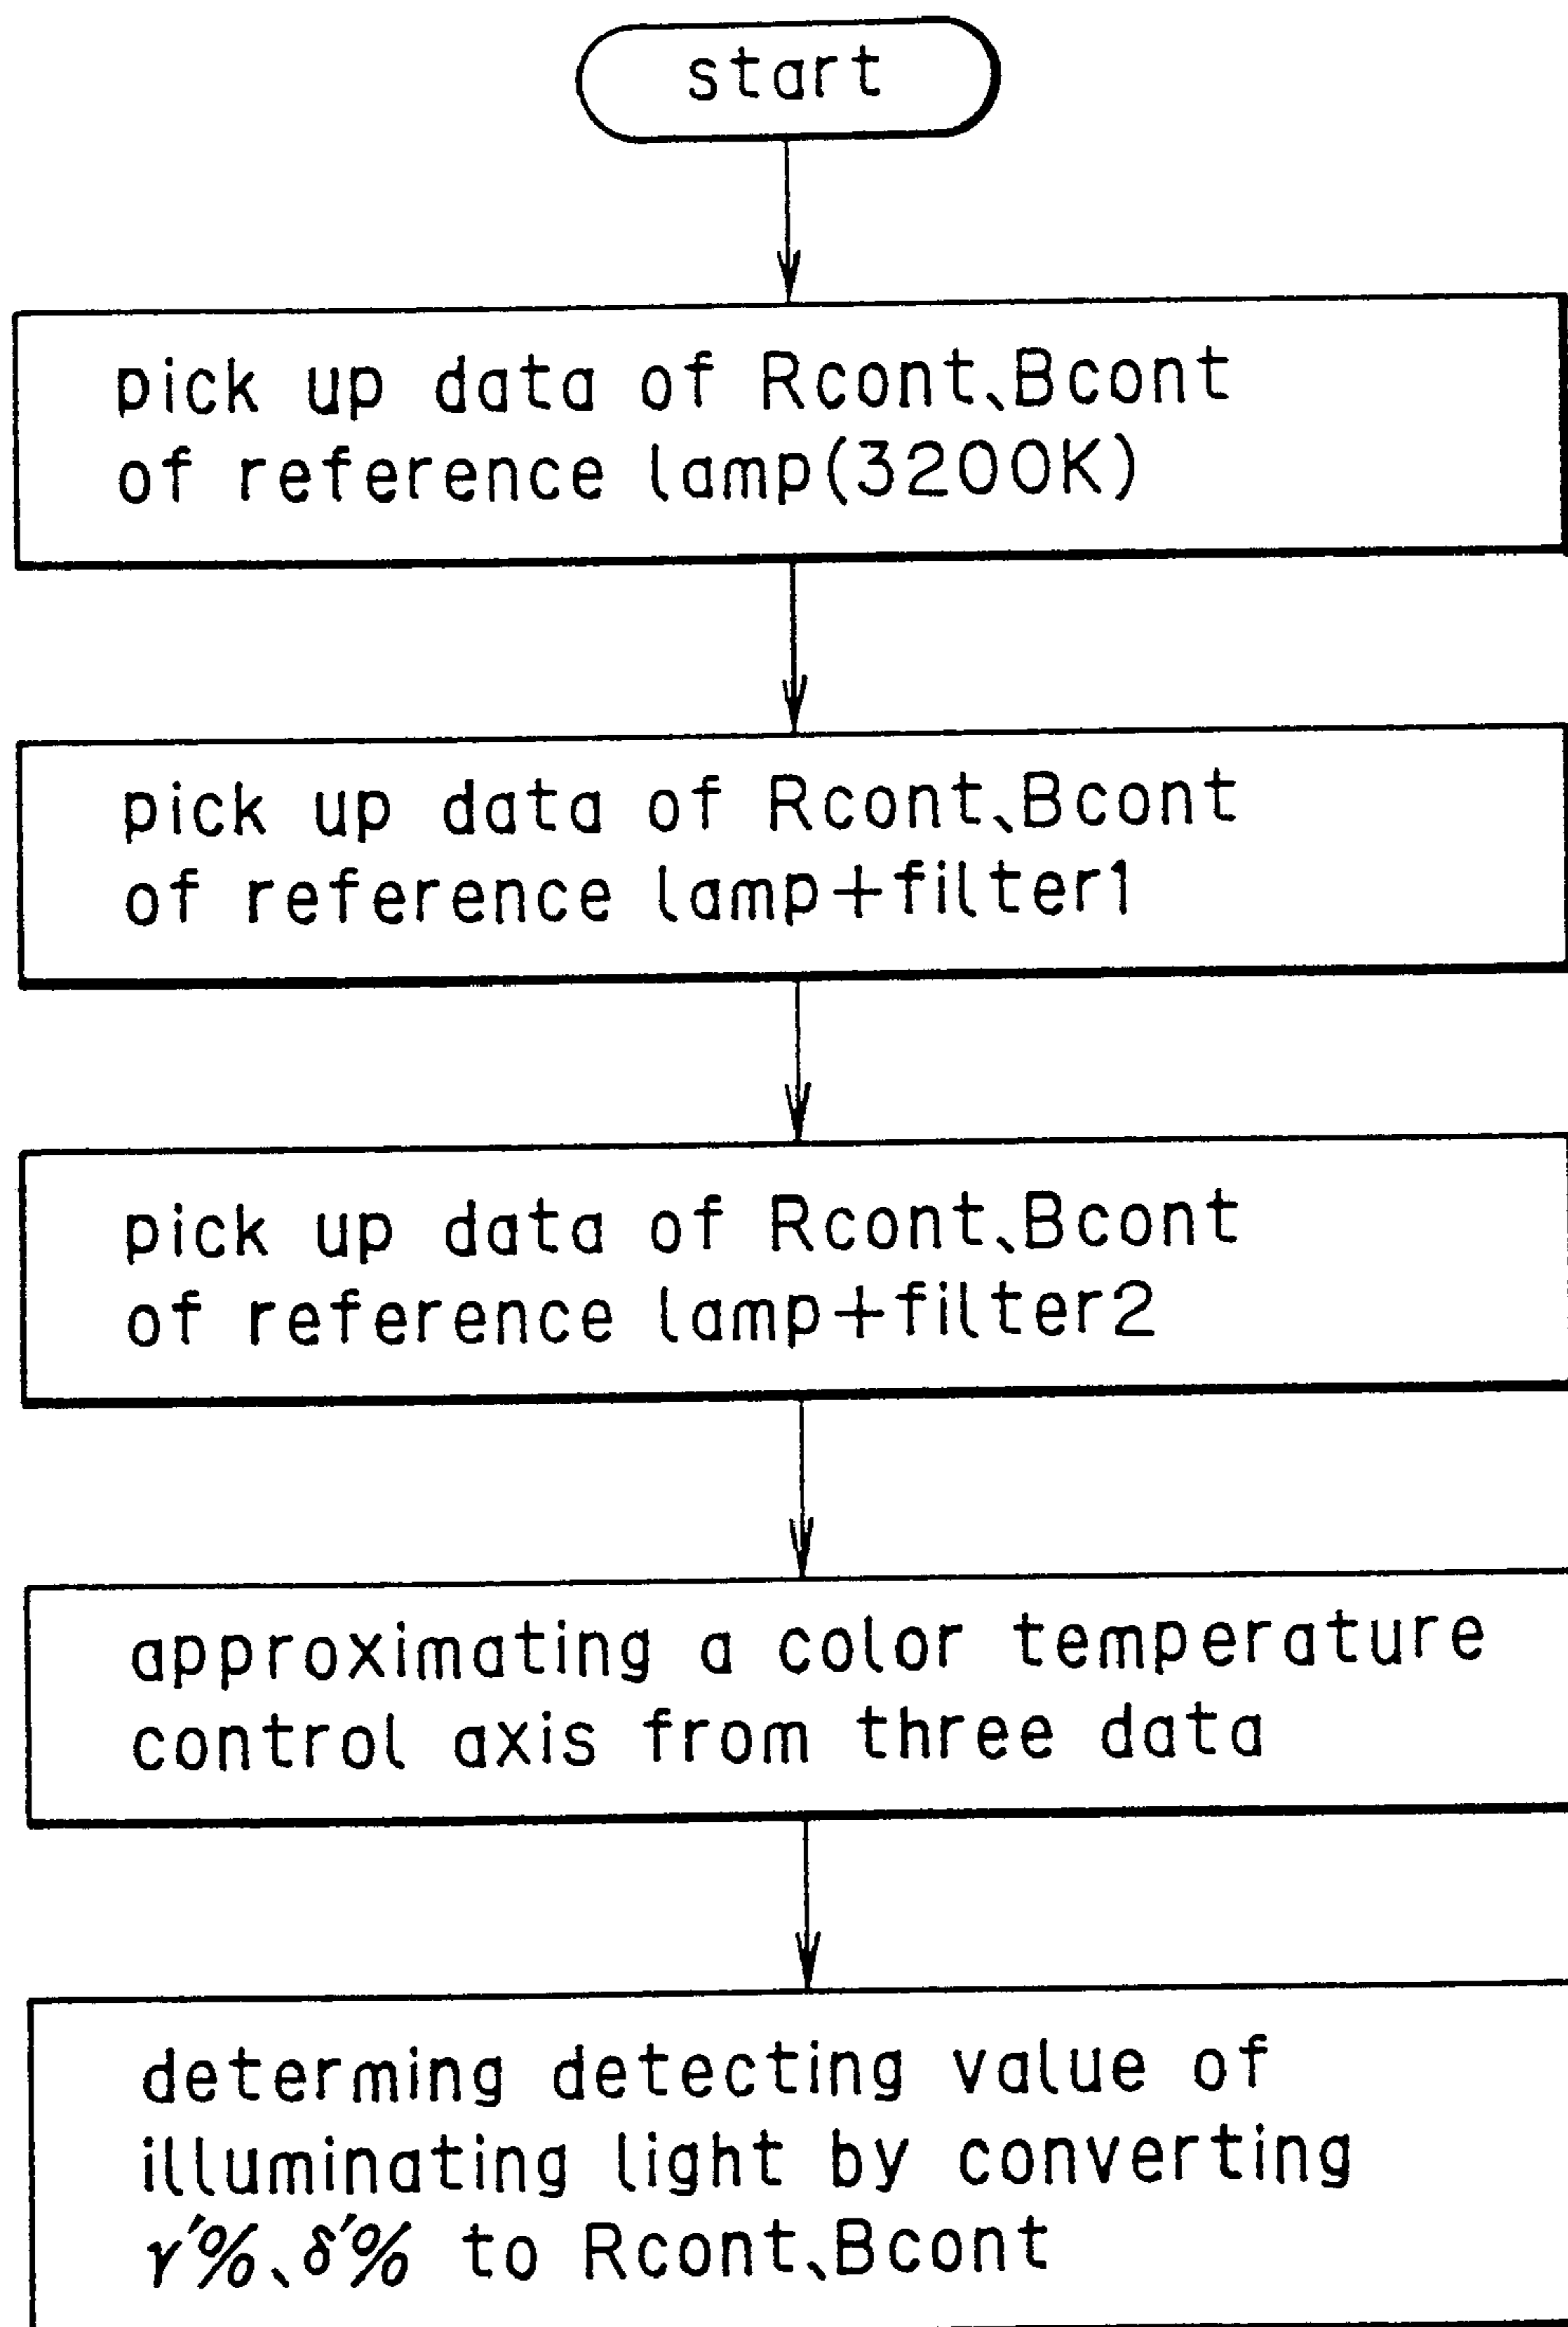 start
pick up data of Rcont、Bcont
of reference lamp(3200K)
pick up data of Rcont、Bcont
of reference lamp+filter1
pick up data of Rcont、Bcont
of reference lamp+filter2
approximating a color temperature
control axis from three data
determing detecting value of
illuminating light by converting
γ′%、δ′% to Rcont、Bcont